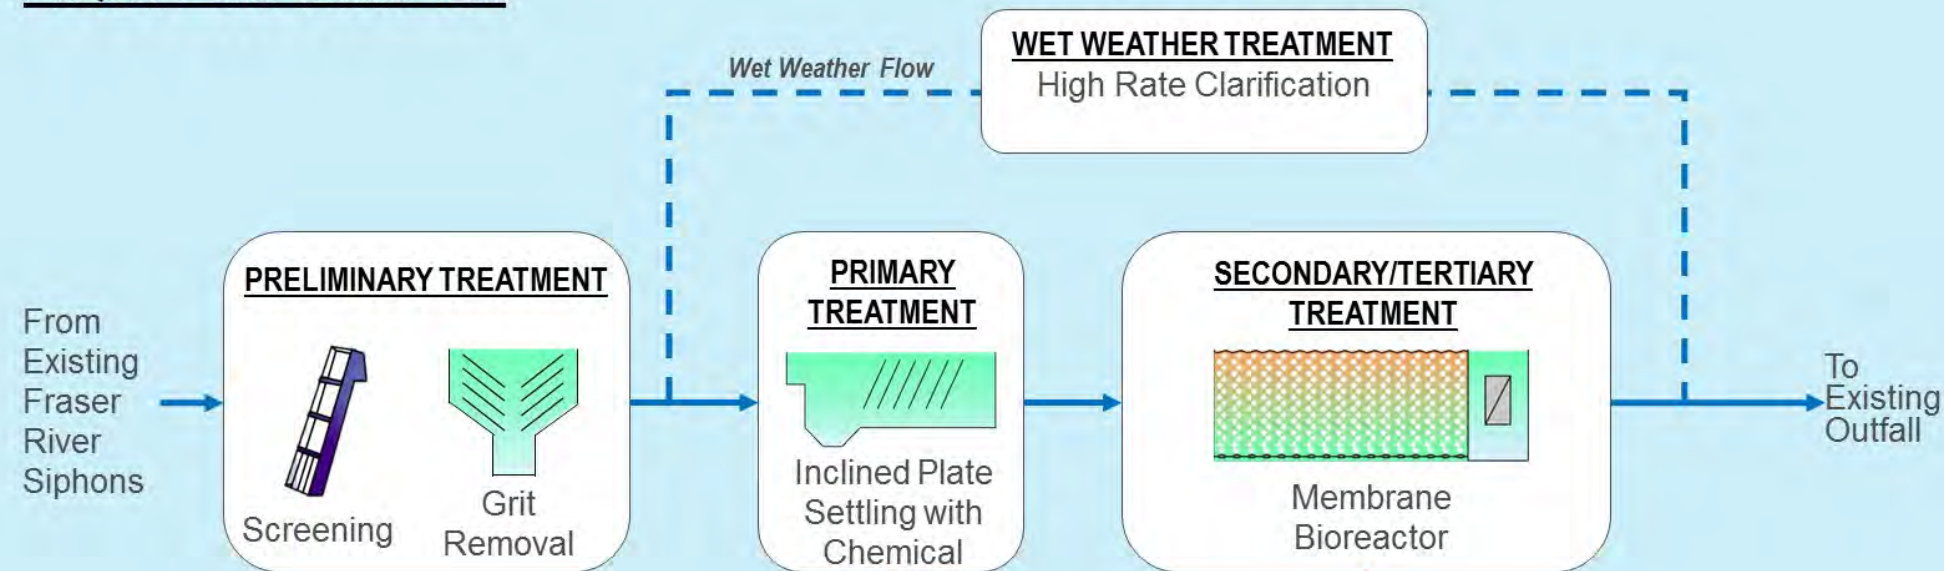 WET WEATHER TREATMENT
High Rate Clarification
Wet Weather Flow
From
Existing
Fraser
River
Siphons
PRELIMINARY TREATMENT
Screening
Grit
Removal
PRIMARY
TREATMENT
Inclined Plate
Settling with
Chemical
SECONDARY/TERTIARY
TREATMENT
Membrane
Bioreactor
To
Existing
Outfall